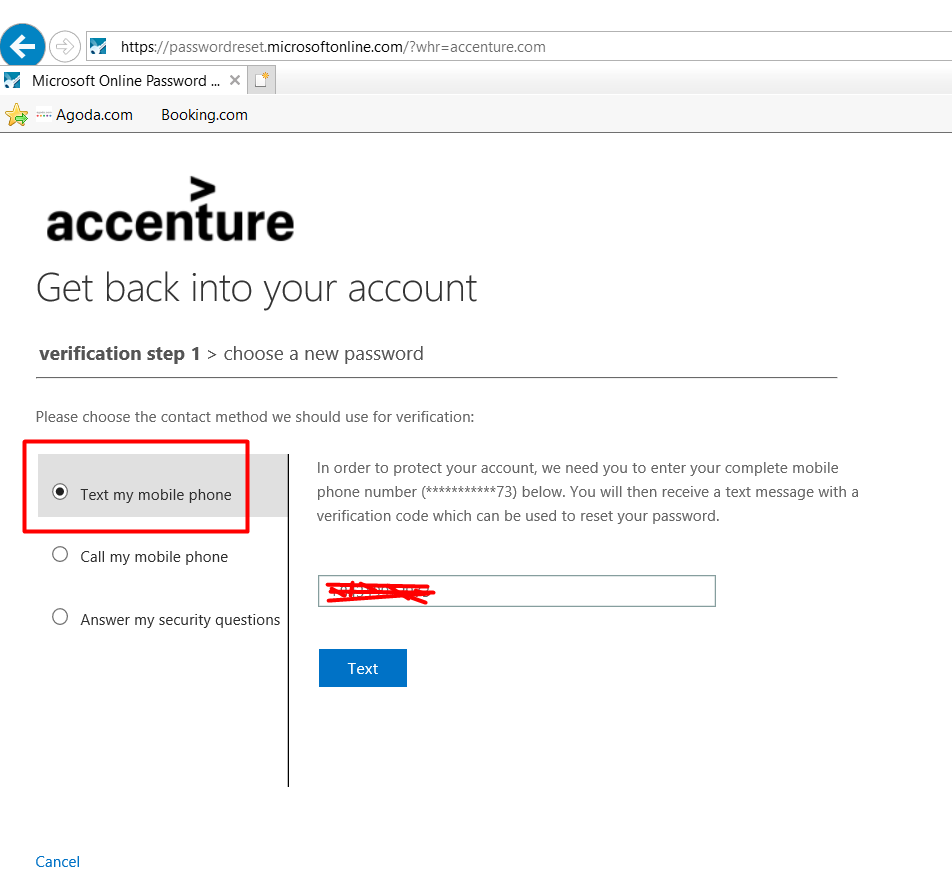 https://passwordreset.microsoftonline.com/?whr=accenture.com
Microsoft Online Password ...
Agoda.com Booking.com
accenture
Get back into your account
verification step 1 > choose a new password
Please choose the contact method we should use for verification:
Text my mobile phone
Call my mobile phone
Answer my security questions
In order to protect your account, we need you to enter your complete mobile
phone number (***********73) below. You will then receive a text message with a
verification code which can be used to reset your password.
Text
Cancel